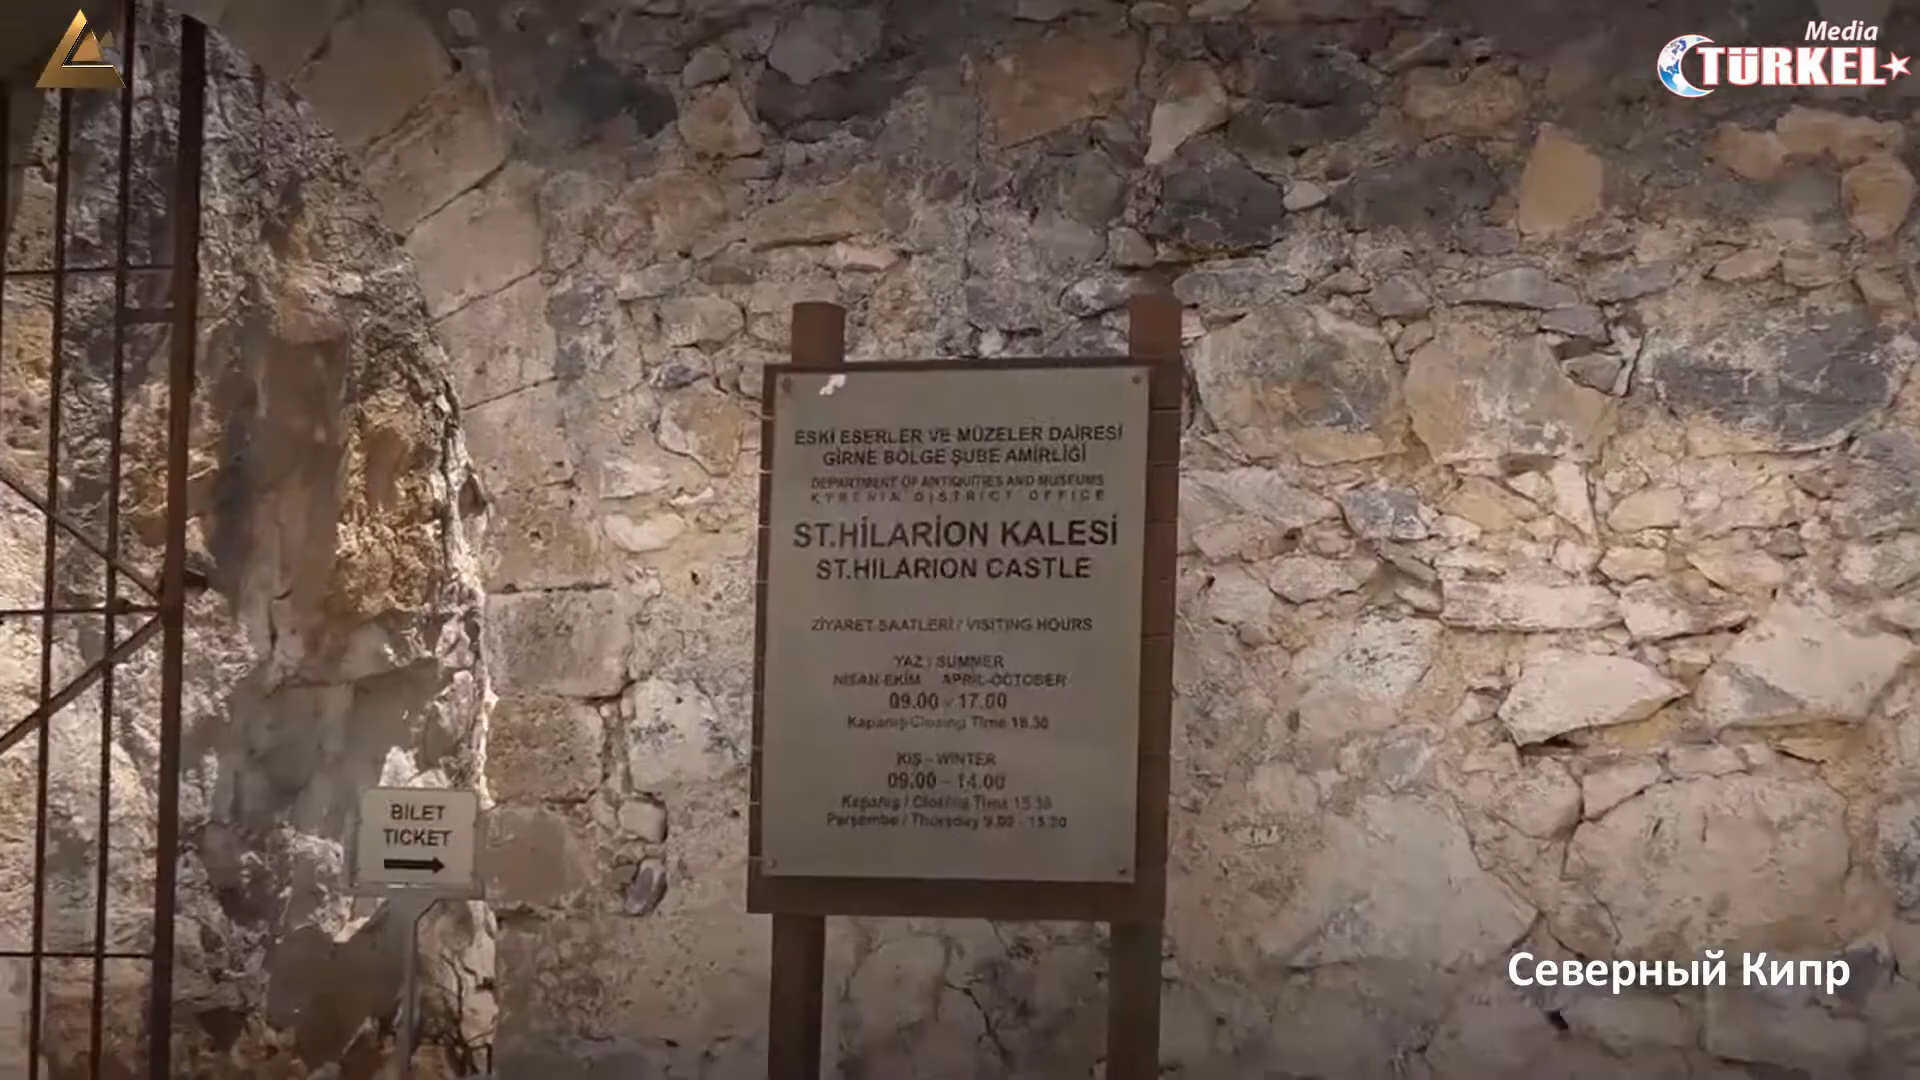 Media
TÜRKEL
ESKİ ESERLER VE MÜZELER DAİRESİ
GİRNE BÖLGE ŞUBE AMİRLİĞİ
DEPARTMENT OF ANTIQUITIES AND MUSEUMS
KYRENIA DISTRICT OFFICE
ST.HİLARİON KALESİ
ST.HILARION CASTLE
ZİYARET SAATLERİ / VISITING HOURS
YAZ / SUMMER
NISAN-EKİM APRIL-OCTOBER
09.00 - 17.00
Kapanış/Closing Time 18.30
KIŞ - WINTER
09.00 - 14.00
Kapanış / Closing Time 15 30
Perşembe / Thursday 9.00 - 15.30
BİLET
TICKET
Северный Кипр